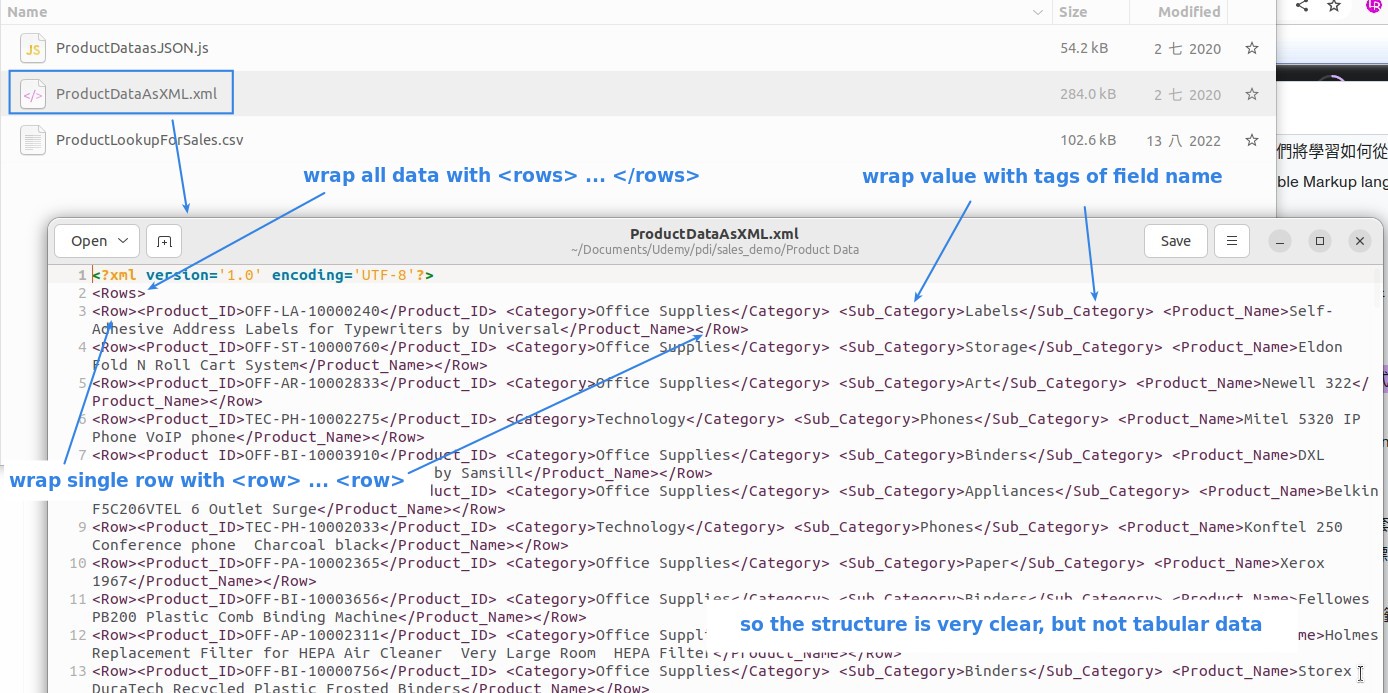 Name Size Modified
ProductDataasJSON.js 54.2 kB 2 七 2020
ProductDataAsXML.xml 284.0 kB 2 七 2020
ProductLookupForSales.csv 102.6 kB 13 八 2022
們將學習如何從
wrap all data with <rows> ... </rows>
wrap value with tags of field name
ble Markup lang
Open
ProductDataAsXML.xml
~/Documents/Udemy/pdi/sales_demo/Product Data
Save
1 <?xml version='1.0' encoding='UTF-8'?>
2 <Rows>
3 <Row><Product_ID>OFF-LA-10000240</Product_ID> <Category>Office Supplies</Category> <Sub_Category>Labels</Sub_Category> <Product_Name>Self-
Adhesive Address Labels for Typewriters by Universal</Product_Name></Row>
4 <Row><Product_ID>OFF-ST-10000760</Product_ID> <Category>Office Supplies</Category> <Sub_Category>Storage</Sub_Category> <Product_Name>Eldon
Fold N Roll Cart System</Product_Name></Row>
5 <Row><Product_ID>OFF-AR-10002833</Product_ID> <Category>Office Supplies</Category> <Sub_Category>Art</Sub_Category> <Product_Name>Newell 322</
Product_Name></Row>
6 <Row><Product_ID>TEC-PH-10002275</Product_ID> <Category>Technology</Category> <Sub_Category>Phones</Sub_Category> <Product_Name>Mitel 5320 IP
Phone VoIP phone</Product_Name></Row>
7 <Row><Product_ID>OFF-BI-10003910</Product_ID> <Category>Office Supplies</Category> <Sub_Category>Binders</Sub_Category> <Product_Name>DXL
by Samsill</Product_Name></Row>
wrap single row with <row> ... <row>
uct_ID> <Category>Office Supplies</Category> <Sub_Category>Appliances</Sub_Category> <Product_Name>Belkin
F5C206VTEL 6 Outlet Surge</Product_Name></Row>
9 <Row><Product_ID>TEC-PH-10002033</Product_ID> <Category>Technology</Category> <Sub_Category>Phones</Sub_Category> <Product_Name>Konftel 250
Conference phone  Charcoal black</Product_Name></Row>
10 <Row><Product_ID>OFF-PA-10002365</Product_ID> <Category>Office Supplies</Category> <Sub_Category>Paper</Sub_Category> <Product_Name>Xerox
1967</Product_Name></Row>
11 <Row><Product_ID>OFF-BI-10003656</Product_ID> <Category>Office Supplies</Category> <Sub_Category>Binders</Sub_Category> <Product_Name>Fellowes
PB200 Plastic Comb Binding Machine</Product_Name></Row>
so the structure is very clear, but not tabular data
12 <Row><Product_ID>OFF-AP-10002311</Product_ID> <Category>Office Suppl me>Holmes
Replacement Filter for HEPA Air Cleaner  Very Large Room  HEPA Filter</Product_Name></Row>
13 <Row><Product_ID>OFF-BI-10000756</Product_ID> <Category>Office Supplies</Category> <Sub_Category>Binders</Sub_Category> <Product_Name>Storex
DuraTech Recycled Plastic Frosted Binders</Product_Name></Row>